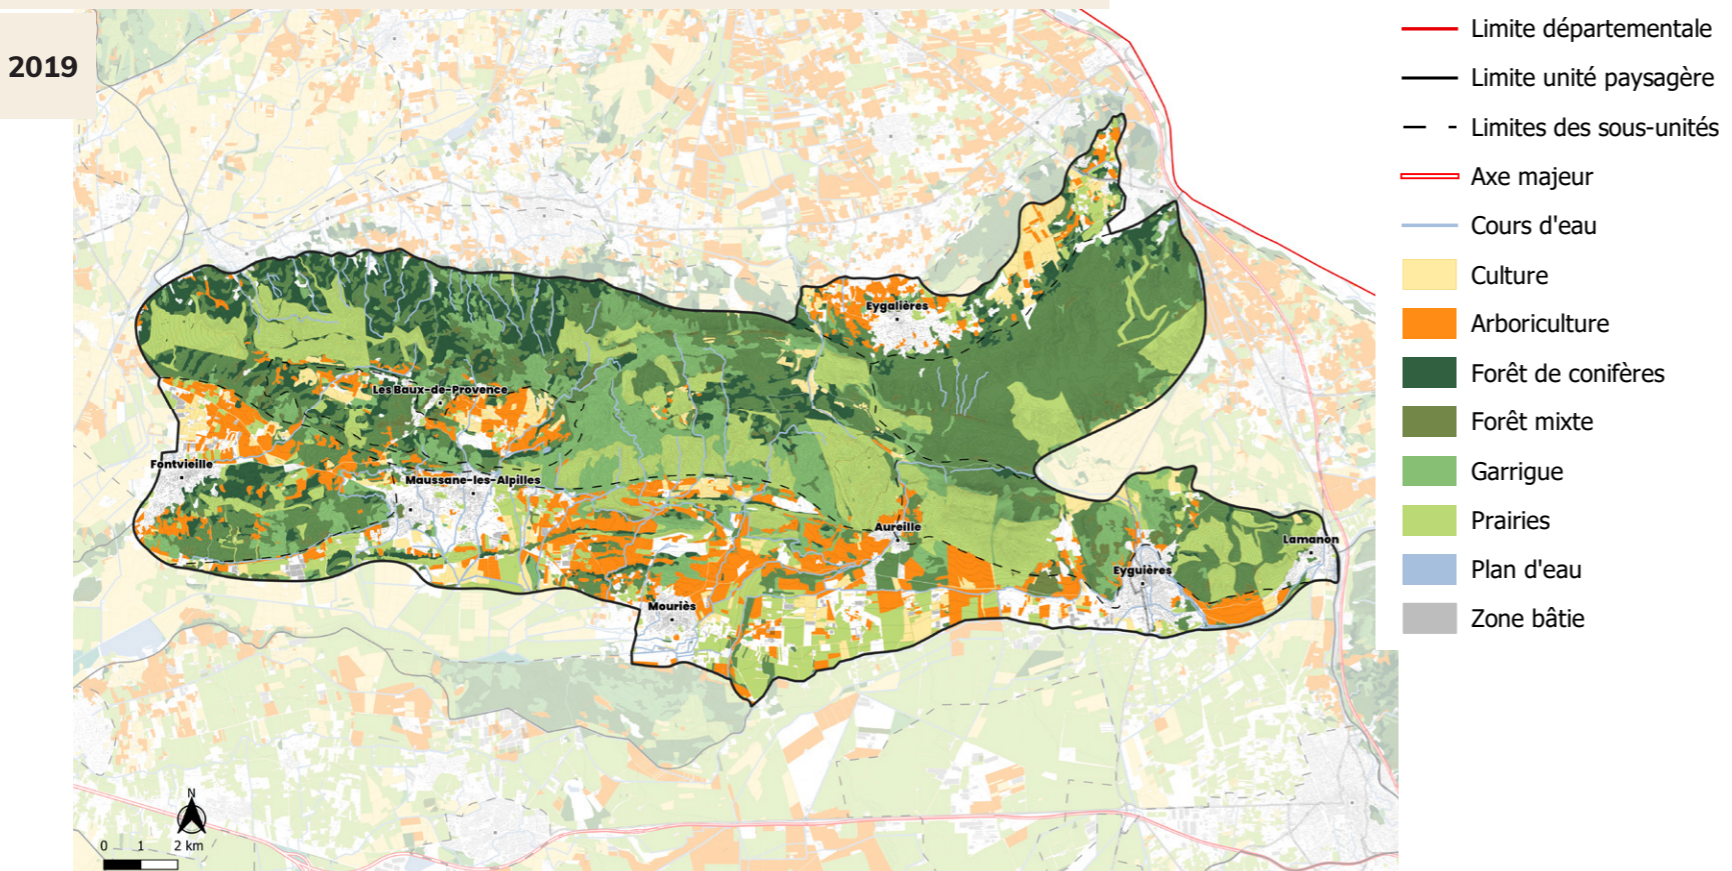 2019
Limite départementale
Limite unité paysagère
Limites des sous-unités
Axe majeur
Cours d'eau
Culture
Arboriculture
Forêt de conifères
Forêt mixte
Garrigue
Prairies
Plan d'eau
Zone bâtie
Eygalières
Les Baux-de-Provence
Fontvieille
Maussane-les-Alpilles
Aureille
Lamanon
Eyguières
Mouriès
N
0 1 2 km